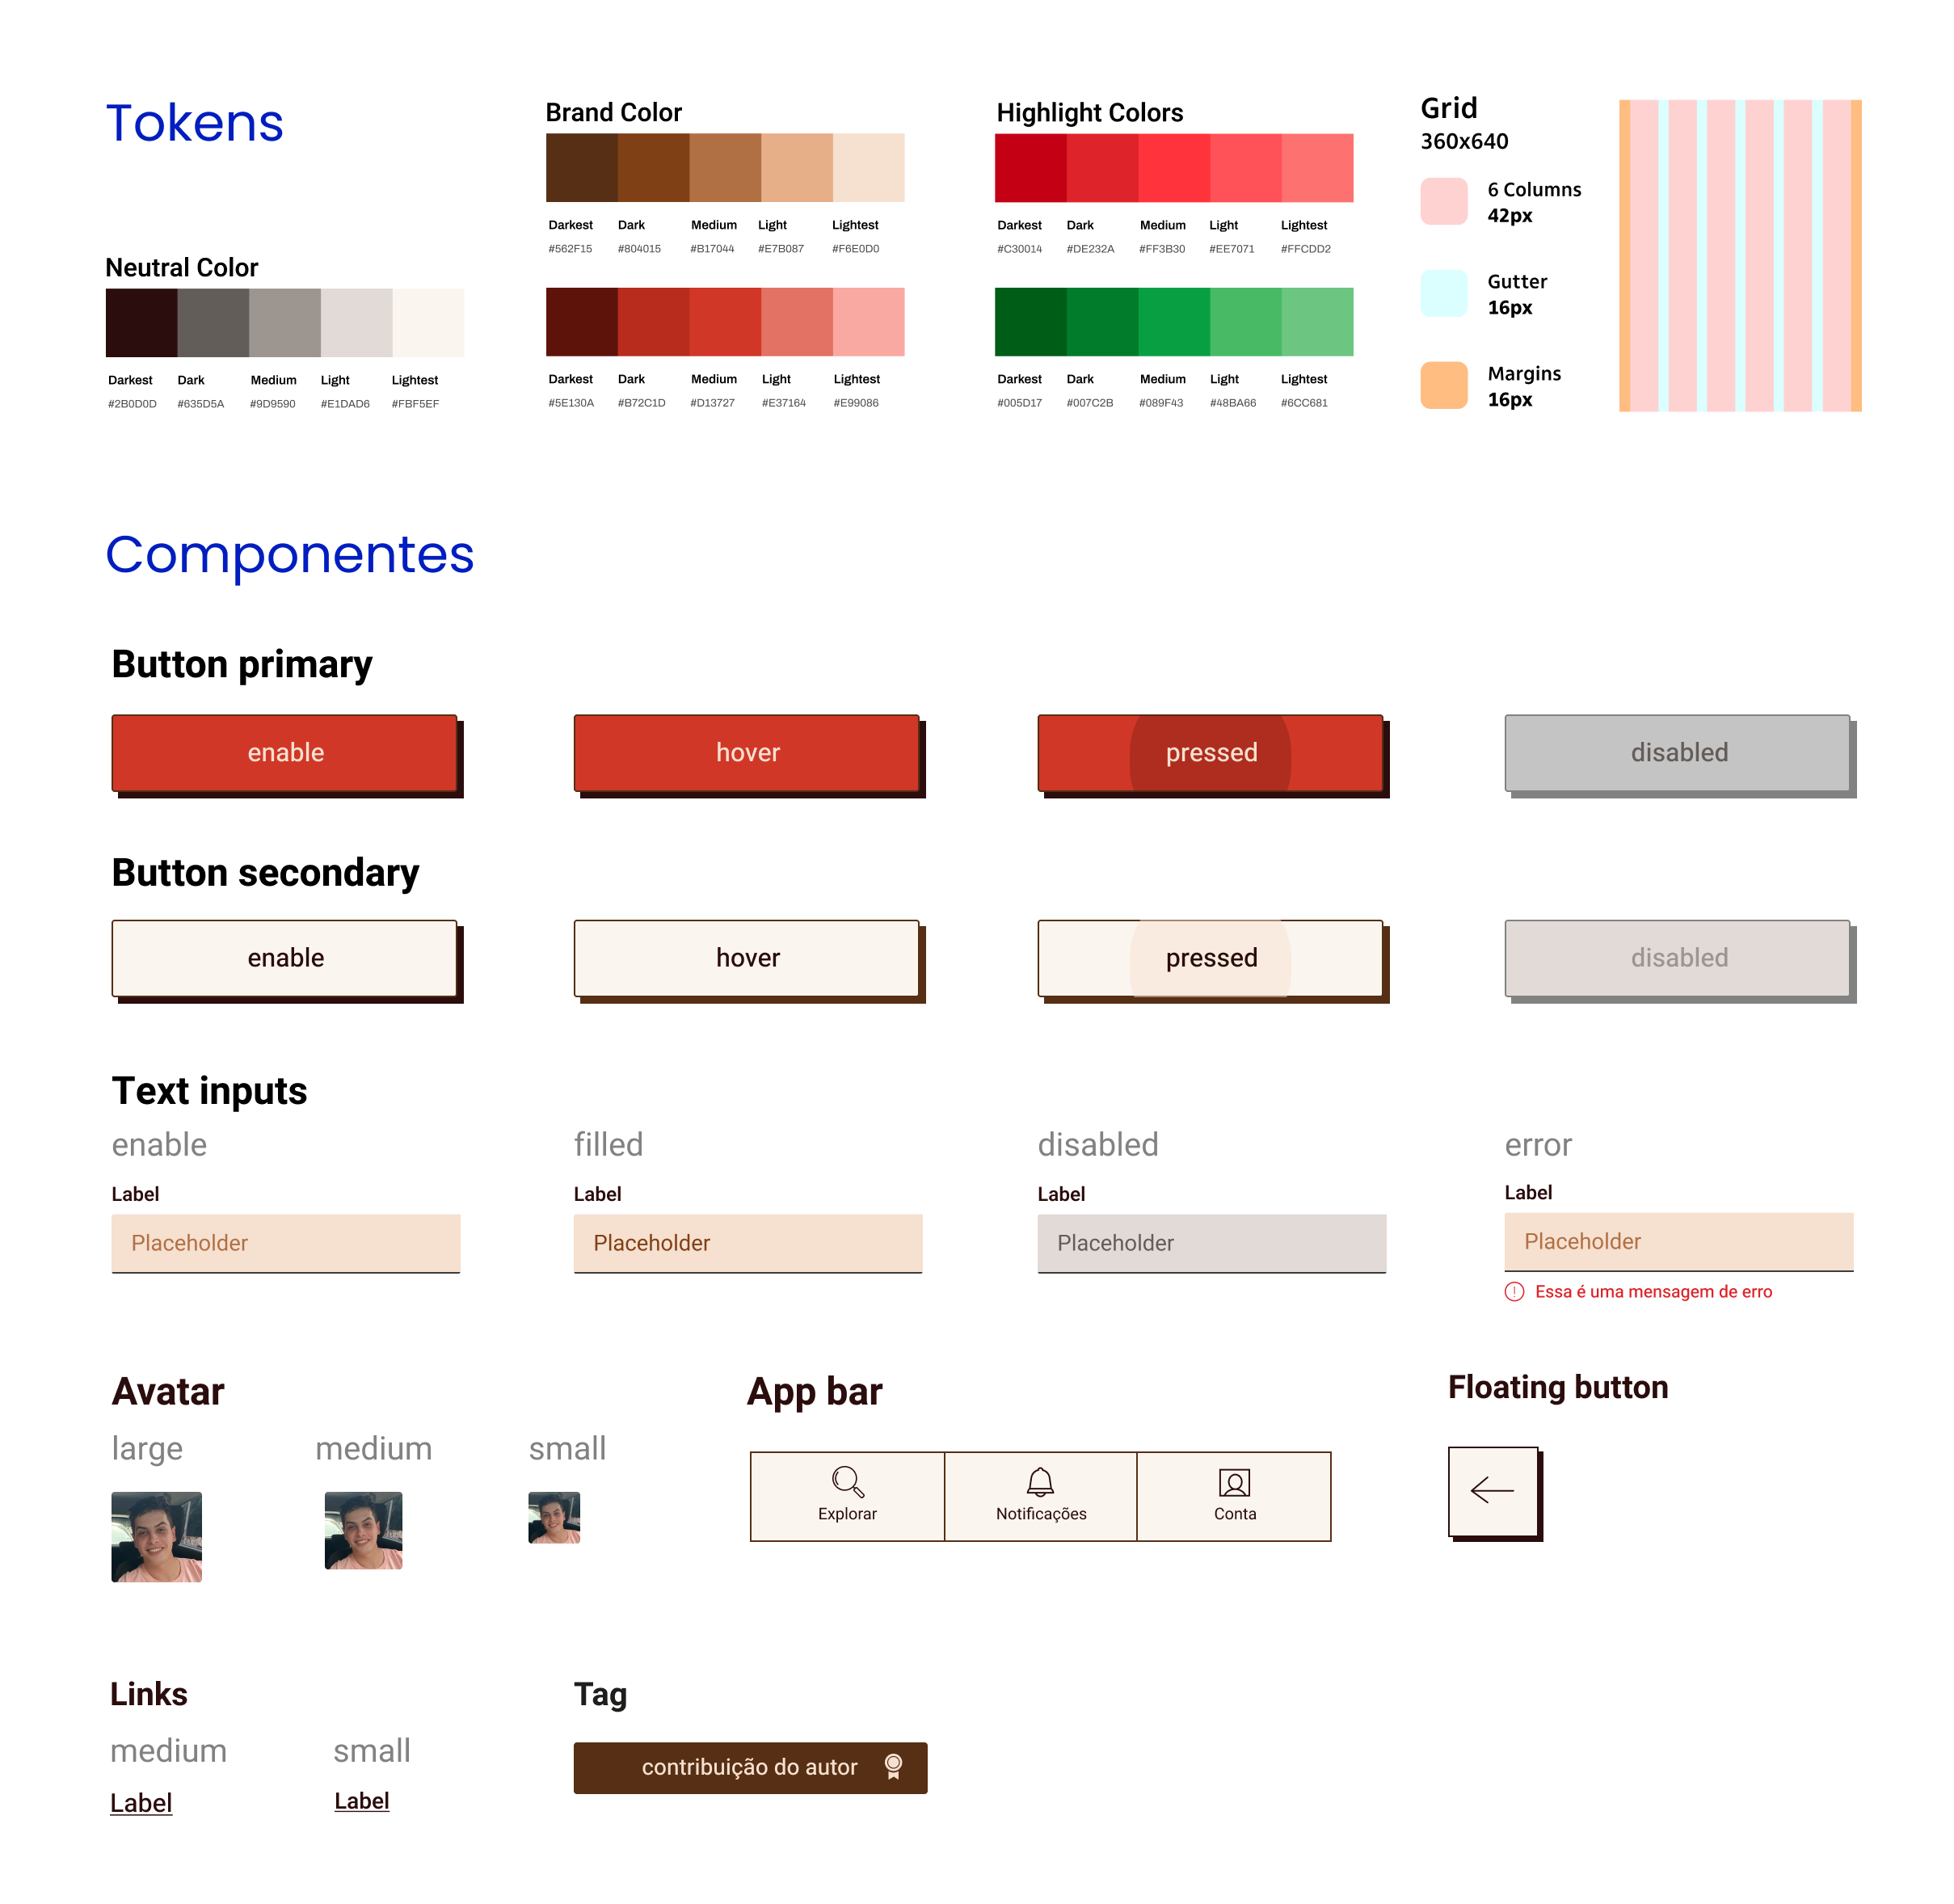 Tokens
Neutral Color
Darkest Dark Medium Light Lightest
#2B0D0D #635D5A #9D9590 #E1DAD6 #FBF5EF
Brand Color
Darkest Dark Medium Light Lightest
#562F15 #804015 #B17044 #E7B087 #F6E0D0
Darkest Dark Medium Light Lightest
#5E130A #B72C1D #D13727 #E37164 #E99086
Highlight Colors
Darkest Dark Medium Light Lightest
#C30014 #DE232A #FF3B30 #EE7071 #FFCDD2
Darkest Dark Medium Light Lightest
#005D17 #007C2B #089F43 #48BA66 #6CC681
Grid
360x640
6 Columns
42px
Gutter
16px
Margins
16px
Componentes
Button primary
enable hover pressed disabled
Button secondary
enable hover pressed disabled
Text inputs
enable filled disabled error
Label Label Label Label
Placeholder Placeholder Placeholder Placeholder
Essa é uma mensagem de erro
Avatar
large medium small
App bar
Explorar Notificações Conta
Floating button
Links
medium small
Label Label
Tag
contribuição do autor